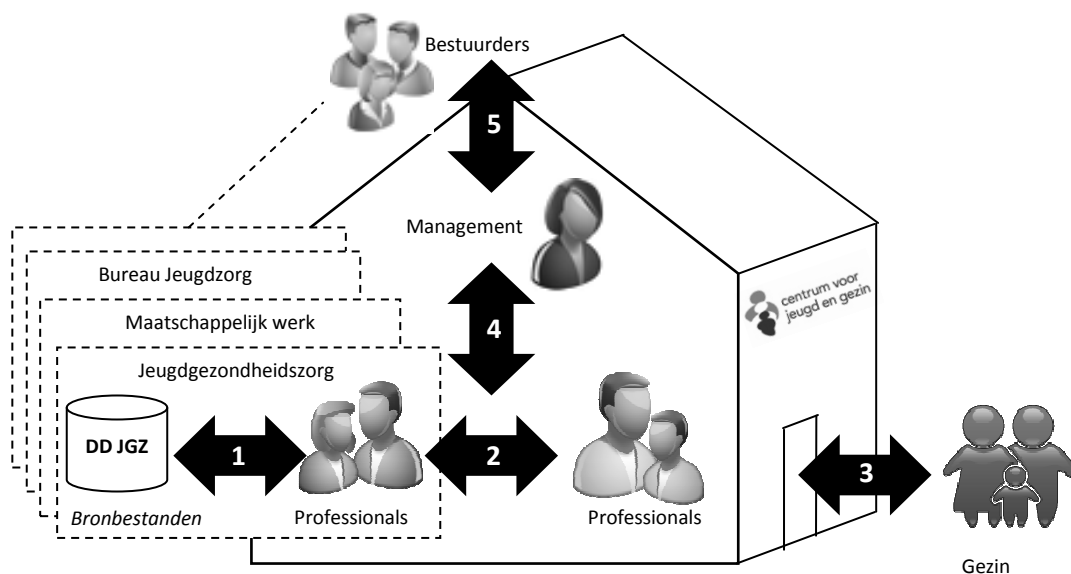 Bestuurders
5
Management
Bureau Jeugdzorg
centrum voor
jeugd en gezin
Maatschappelijk werk
4
Jeugdgezondheidszorg
DD JGZ
1
2
3
Bronbestanden
Professionals
Professionals
Gezin